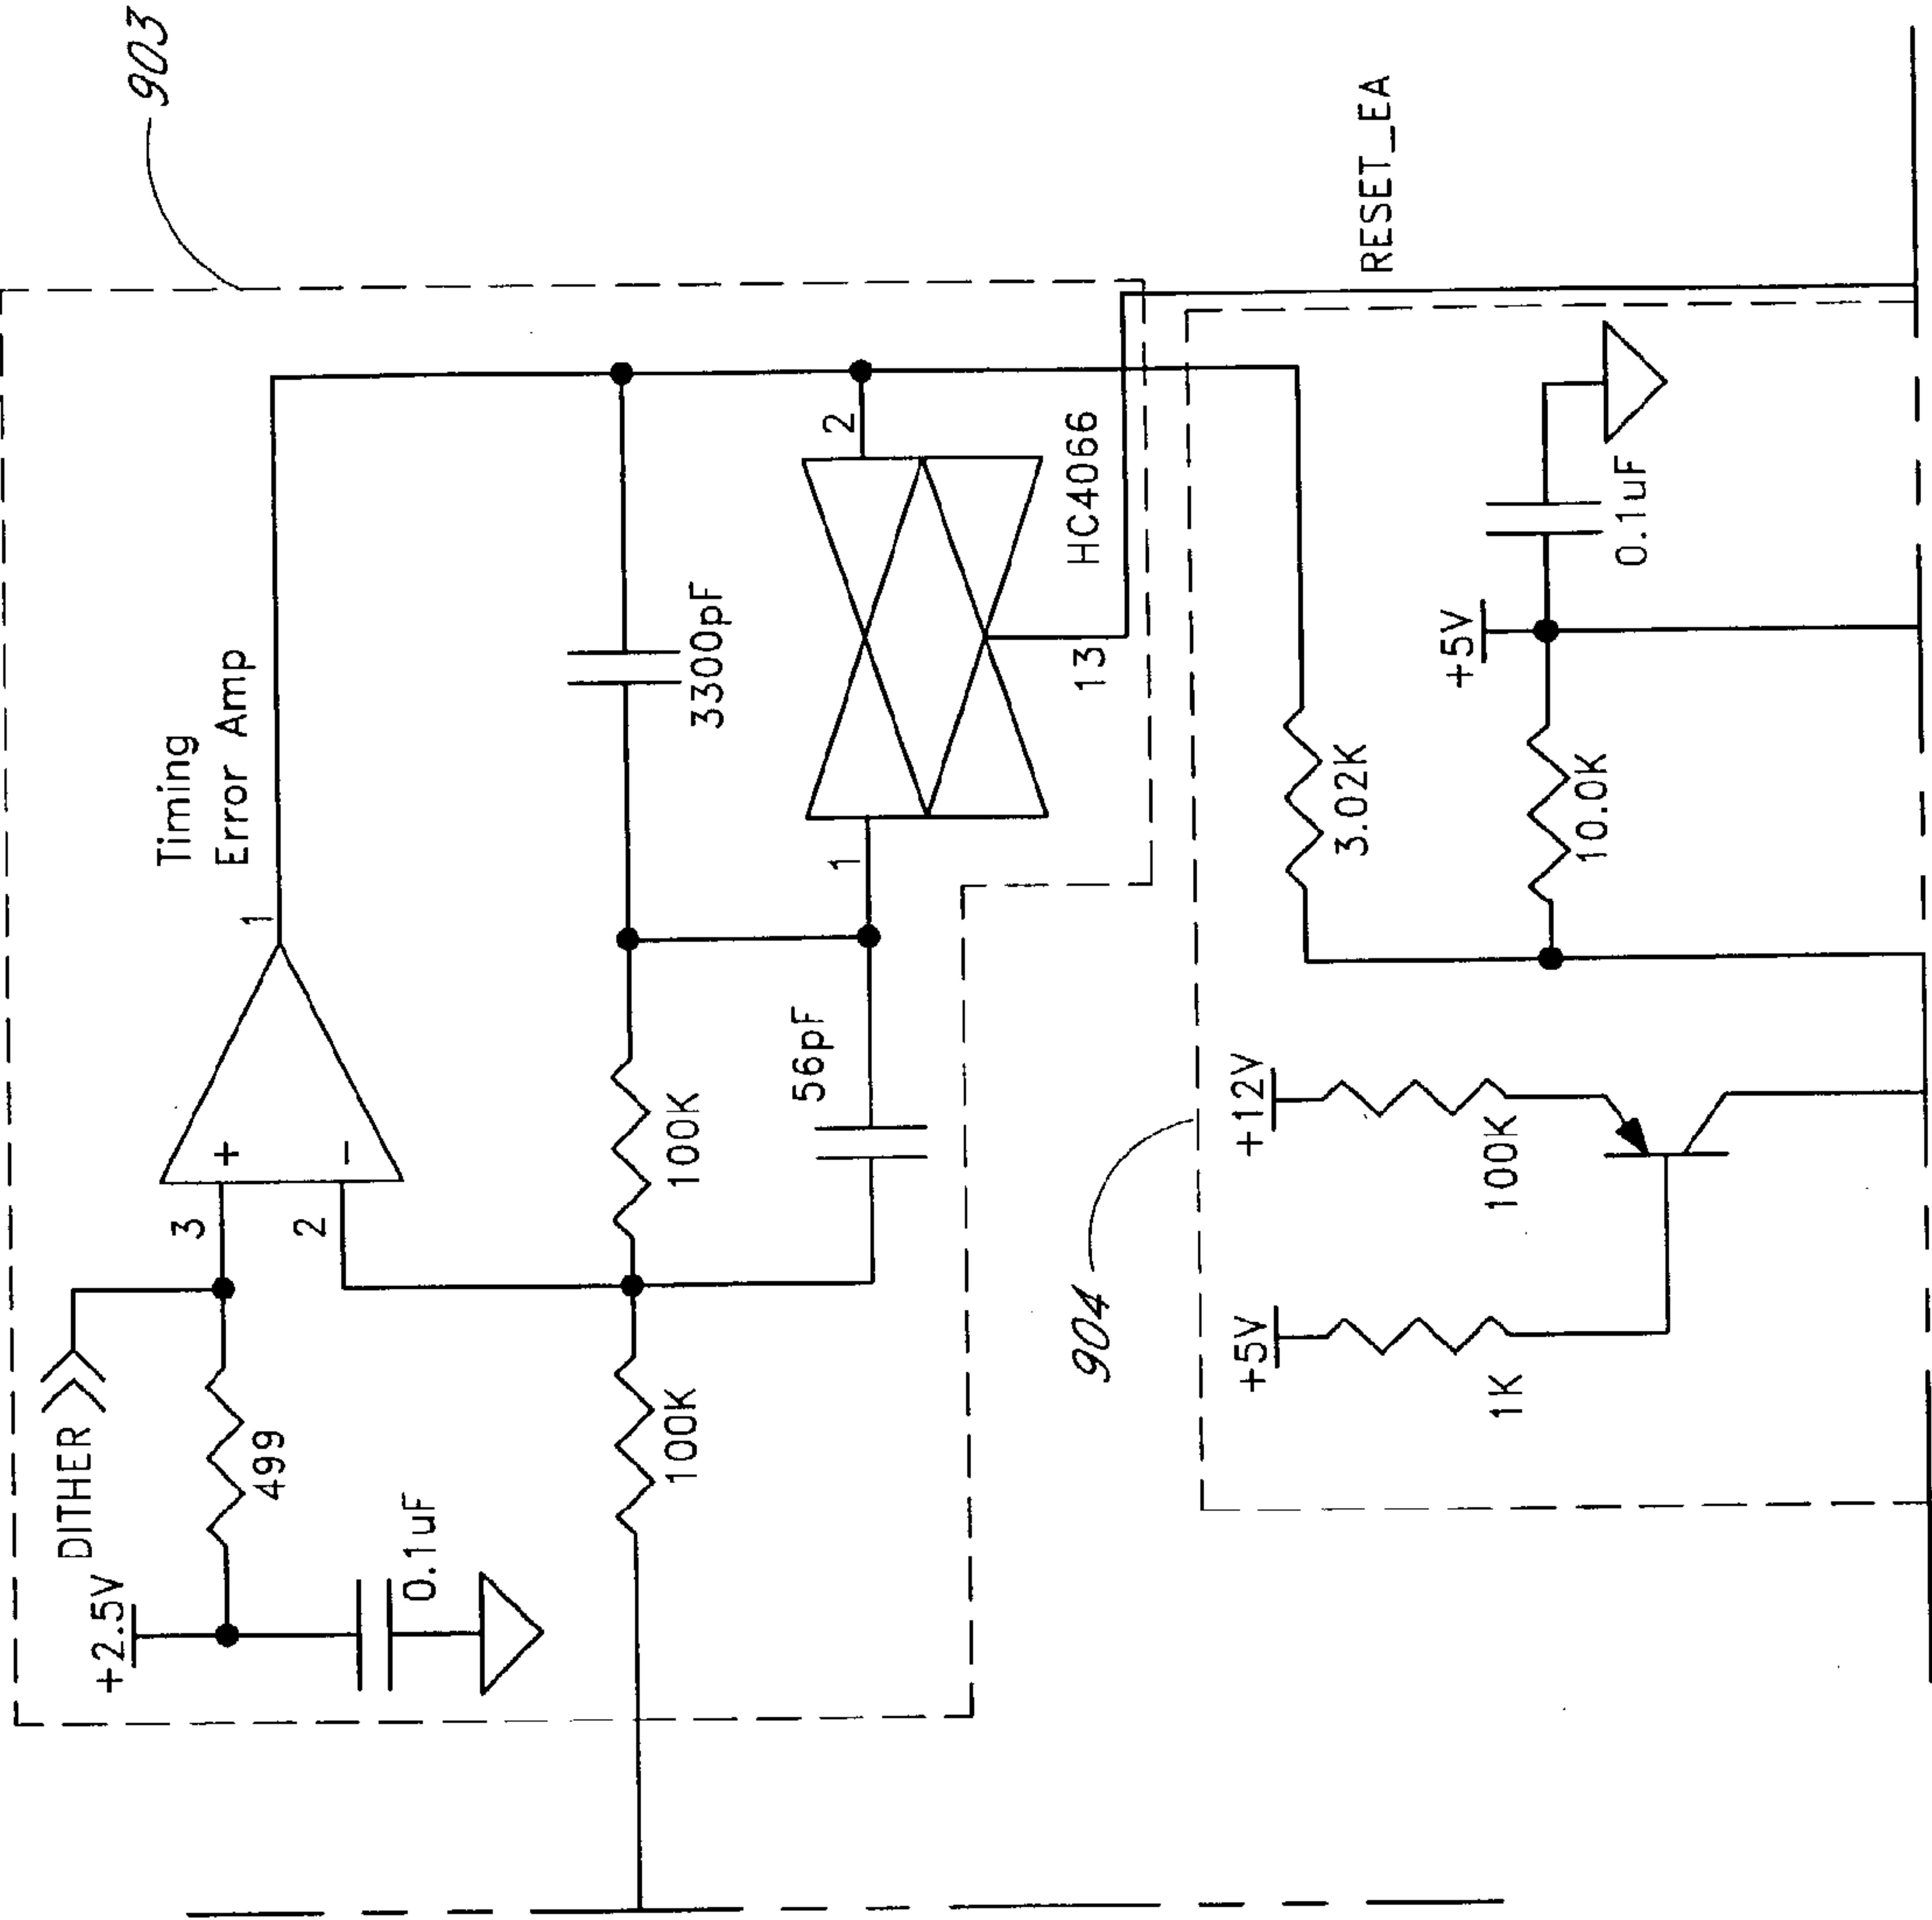 903
Timing
Error Amp
1
+
-
3
2
DITHER
+2.5V
499
0.1uF
100K
100K
56pF
3300pF
1
2
13
HC4066
RESET_EA
904
+12V
100K
+5V
1K
3.02K
10.0K
+5V
0.1uF